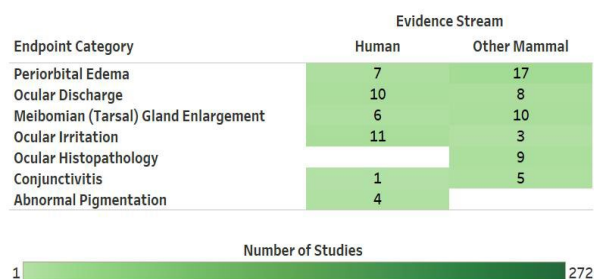 Evidence Stream
Endpoint Category Human Other Mammal
Periorbital Edema 7 17
Ocular Discharge 10 8
Meibomian (Tarsal) Gland Enlargement 6 10
Ocular Irritation 11 3
Ocular Histopathology 9
Conjunctivitis 1 5
Abnormal Pigmentation 4
Number of Studies
1 272